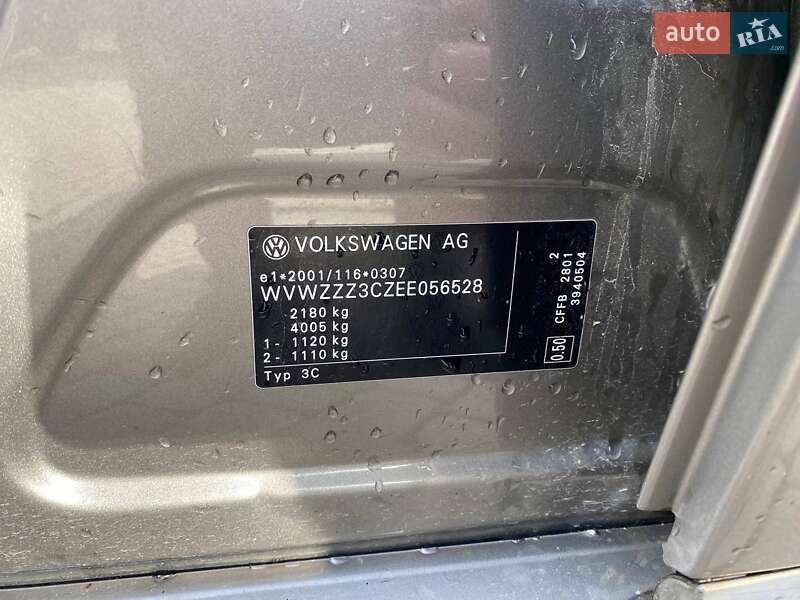 auto RIA.com
VOLKSWAGEN AG
e1*2001/116*0307
WVWZZZ3CZEE056528
2180 kg
4005 kg
1- 1120 kg
2- 1110 kg
Typ 3C
0.50
CFFB 2801 2
3940504